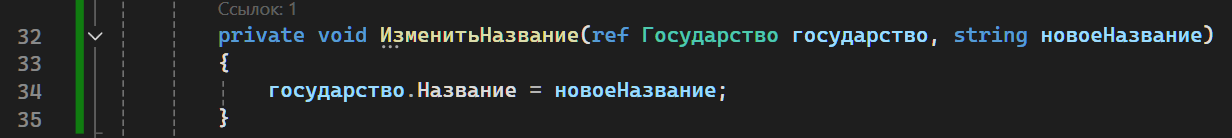 Ссылок: 1
32 private void ИзменитьНазвание(ref Государство государство, string новоеНазвание)
33 {
34 государство.Название = новоеНазвание;
35 }